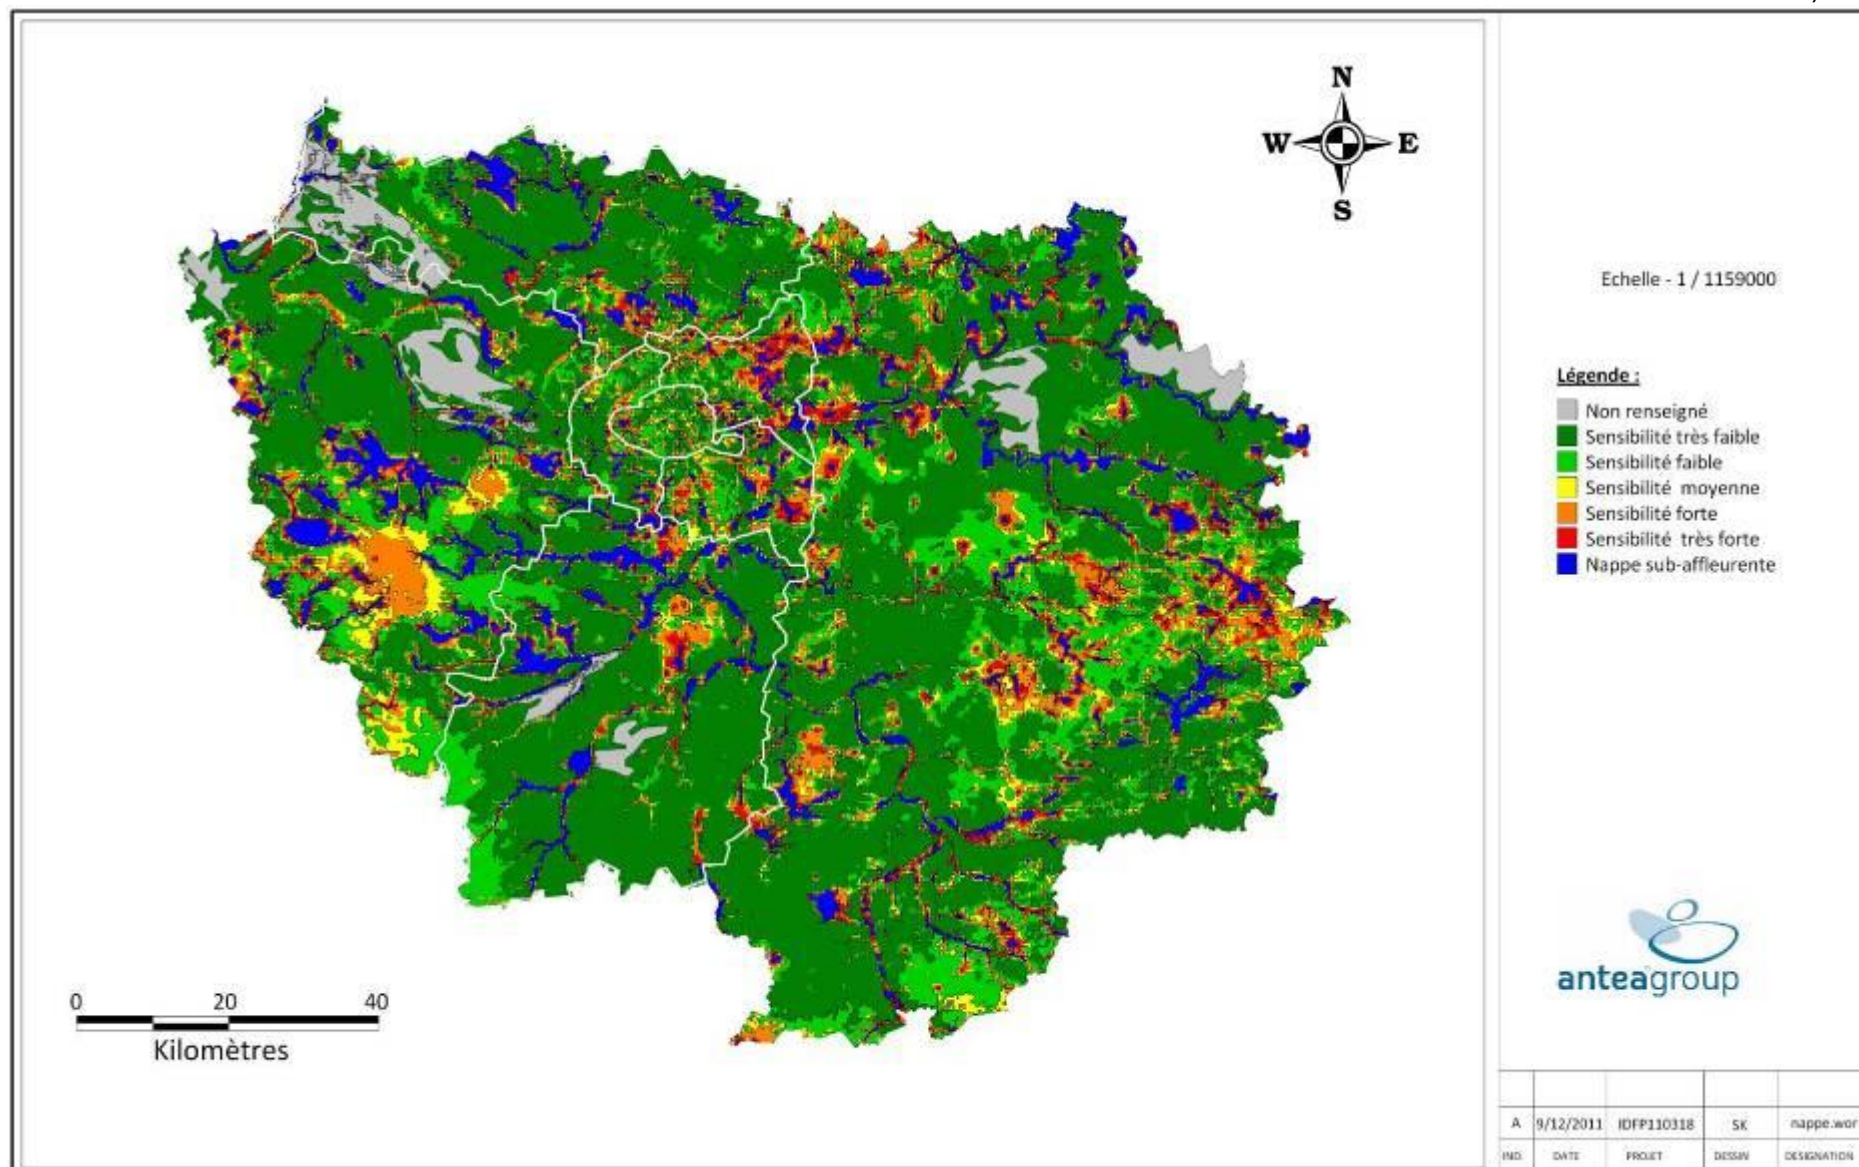 N
W E
S
Echelle - 1 / 1159000
Légende :
Non renseigné
Sensibilité très faible
Sensibilité faible
Sensibilité moyenne
Sensibilité forte
Sensibilité très forte
Nappe sub-affleurente
0 20 40
Kilomètres
anteagroup
A 9/12/2011 IDFP110318 SK nappe.wor
IND. DATE PROJET DESSIN DESIGNATION